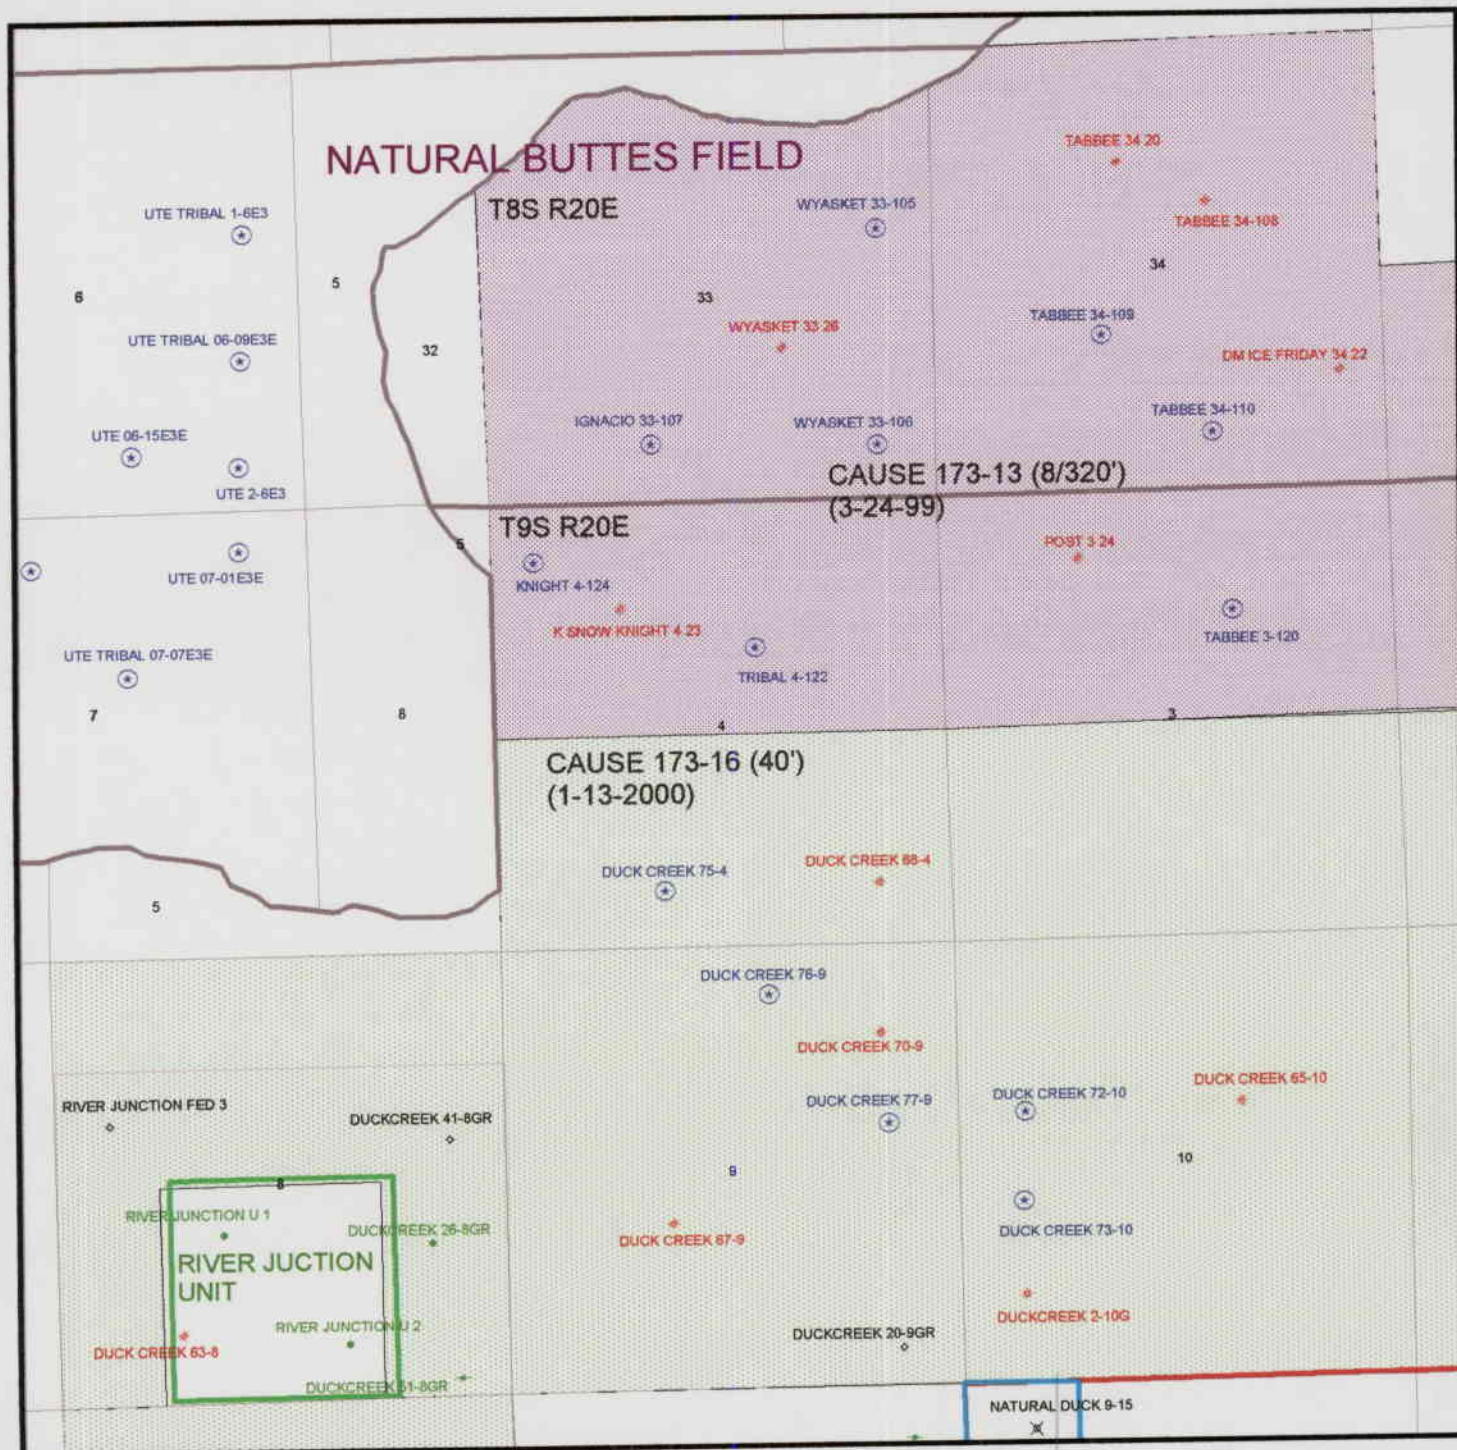 NATURAL BUTTES FIELD
TABBEE 34 20
UTE TRIBAL 1-6E3
T8S R20E
WYASKET 33-105
TABBEE 34-108
34
5
6
33
UTE TRIBAL 06-09E3E
32
WYASKET 33 26
TABBEE 34-109
DM ICE FRIDAY 34 22
UTE 06-15E3E
IGNACIO 33-107
WYASKET 33-106
TABBEE 34-110
UTE 2-6E3
CAUSE 173-13 (8/320')
(3-24-99)
T9S R20E
5
POST 3 24
UTE 07-01E3E
KNIGHT 4-124
K SNOW KNIGHT 4 23
TABBEE 3-120
UTE TRIBAL 07-07E3E
TRIBAL 4-122
7
8
4
3
CAUSE 173-16 (40')
(1-13-2000)
DUCK CREEK 75-4
DUCK CREEK 68-4
5
DUCK CREEK 76-9
DUCK CREEK 70-9
RIVER JUNCTION FED 3
DUCKCREEK 41-8GR
DUCK CREEK 77-9
DUCK CREEK 72-10
DUCK CREEK 65-10
8
9
10
RIVER JUNCTION U 1
DUCKCREEK 26-8GR
DUCK CREEK 67-9
DUCK CREEK 73-10
RIVER JUCTION
UNIT
RIVER JUNCTION U 2
DUCK CREEK 63-8
DUCKCREEK 20-9GR
DUCKCREEK 2-10G
DUCKCREEK 51-8GR
NATURAL DUCK 9-15